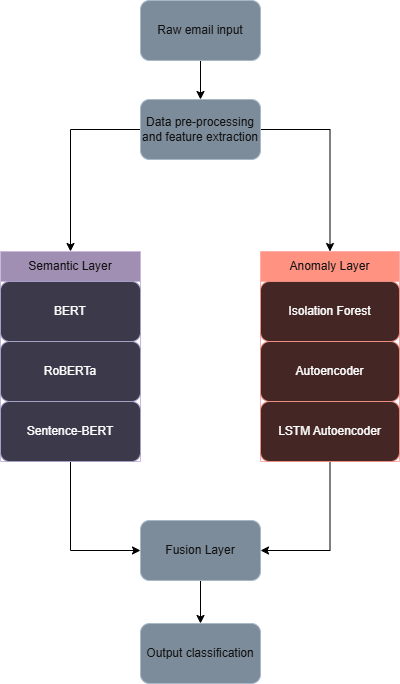 Raw email input
Data pre-processing
and feature extraction
Semantic Layer
BERT
RoBERTa
Sentence-BERT
Anomaly Layer
Isolation Forest
Autoencoder
LSTM Autoencoder
Fusion Layer
Output classification